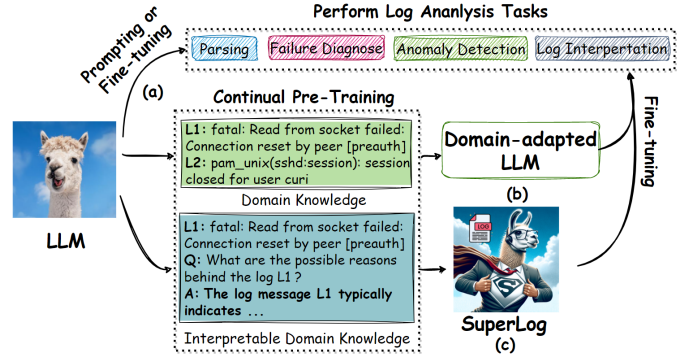 Perform Log Ananlysis Tasks
Parsing
Failure Diagnose
Anomaly Detection
Log Interpertation
Prompting or
Fine-tuning
(a)
Continual Pre-Training
L1: fatal: Read from socket failed:
Connection reset by peer [preauth]
L2: pam_unix(sshd:session): session
closed for user curi
Domain Knowledge
Domain-adapted
LLM
(b)
Fine-tuning
LLM
L1: fatal: Read from socket failed:
Connection reset by peer [preauth]
Q: What are the possible reasons
behind the log L1 ?
A: The log message L1 typically
indicates ...
Interpretable Domain Knowledge
LOG
S
SuperLog
(c)